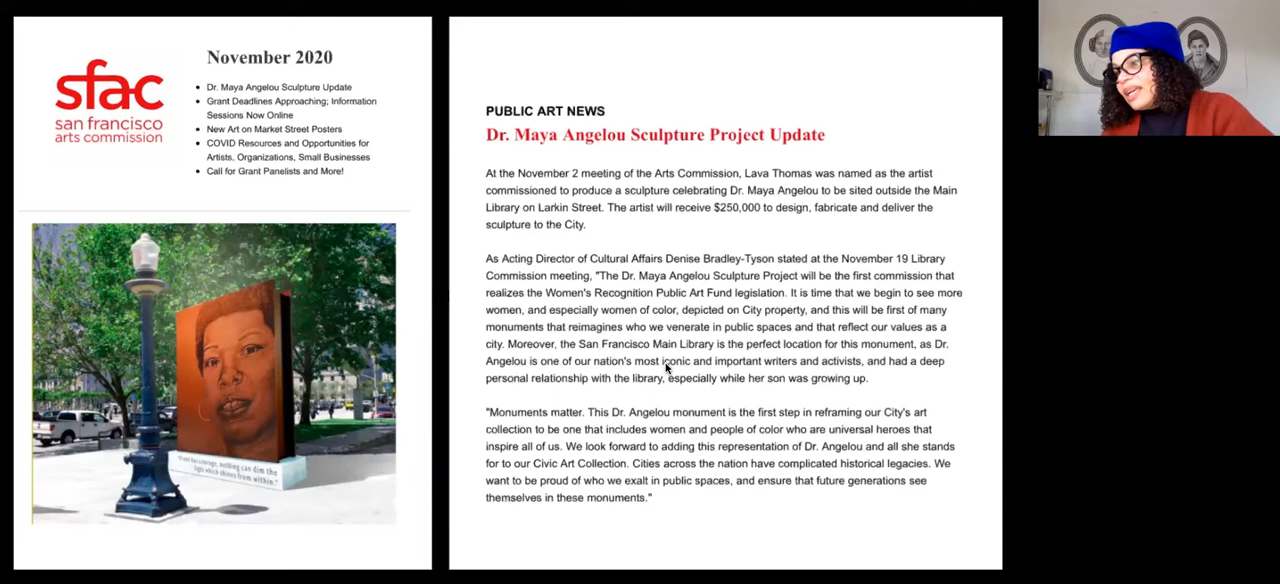 sfac
san francisco
arts commission
November 2020
• Dr. Maya Angelou Sculpture Update
• Grant Deadlines Approaching; Information
Sessions Now Online
• New Art on Market Street Posters
• COVID Resources and Opportunities for
Artists, Organizations, Small Businesses
• Call for Grant Panelists and More!
nothing can dim the
light which shines from within."
PUBLIC ART NEWS
Dr. Maya Angelou Sculpture Project Update
At the November 2 meeting of the Arts Commission, Lava Thomas was named as the artist
commissioned to produce a sculpture celebrating Dr. Maya Angelou to be sited outside the Main
Library on Larkin Street. The artist will receive $250,000 to design, fabricate and deliver the
sculpture to the City.
As Acting Director of Cultural Affairs Denise Bradley-Tyson stated at the November 19 Library
Commission meeting, "The Dr. Maya Angelou Sculpture Project will be the first commission that
realizes the Women's Recognition Public Art Fund legislation. It is time that we begin to see more
women, and especially women of color, depicted on City property, and this will be first of many
monuments that reimagines who we venerate in public spaces and that reflect our values as a
city. Moreover, the San Francisco Main Library is the perfect location for this monument, as Dr.
Angelou is one of our nation's most iconic and important writers and activists, and had a deep
personal relationship with the library, especially while her son was growing up.
"Monuments matter. This Dr. Angelou monument is the first step in reframing our City's art
collection to be one that includes women and people of color who are universal heroes that
inspire all of us. We look forward to adding this representation of Dr. Angelou and all she stands
for to our Civic Art Collection. Cities across the nation have complicated historical legacies. We
want to be proud of who we exalt in public spaces, and ensure that future generations see
themselves in these monuments."